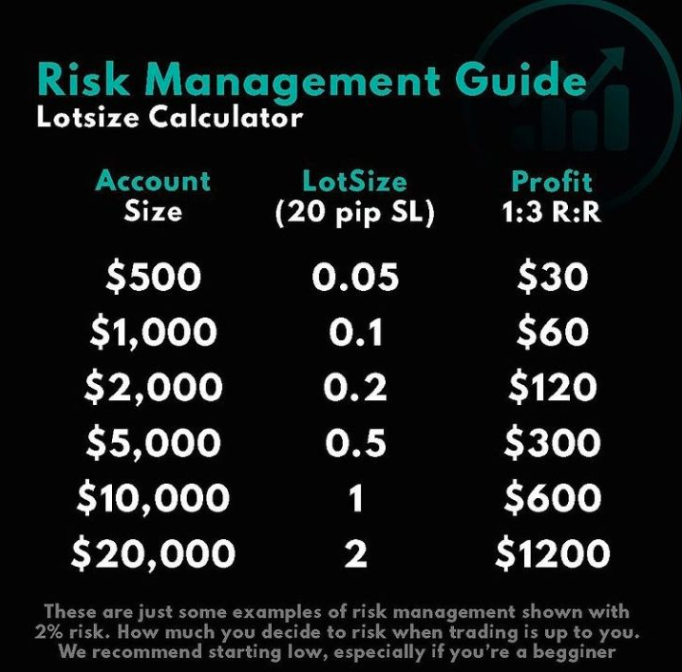 Risk Management Guide
Lotsize Calculator
Account LotSize Profit
Size (20 pip SL) 1:3 R:R
$500 0.05 $30
$1,000 0.1 $60
$2,000 0.2 $120
$5,000 0.5 $300
$10,000 1 $600
$20,000 2 $1200
These are just some examples of risk management shown with
2% risk. How much you decide to risk when trading is up to you.
We recommend starting low, especially if you're a begginer